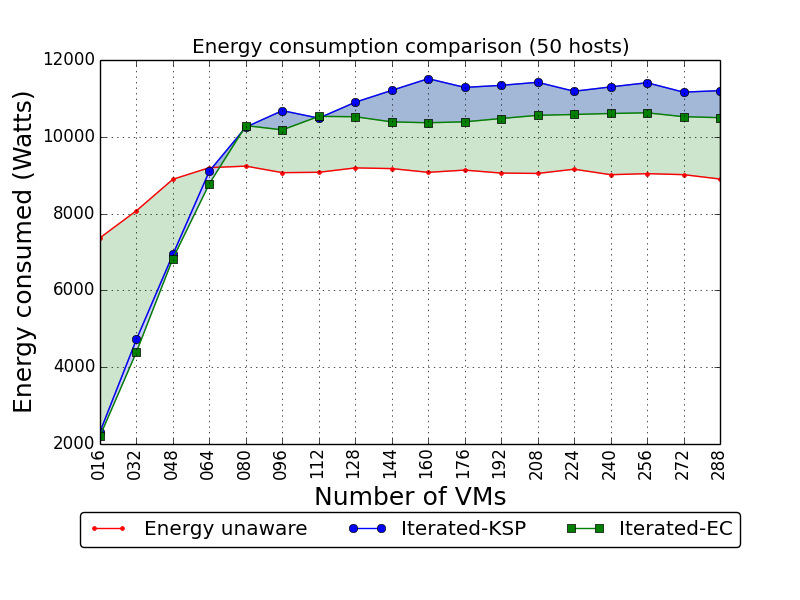 Energy consumption comparison (50 hosts)
Energy consumed (Watts)
12000
10000
8000
6000
4000
2000
016 032 048 064 080 096 112 128 144 160 176 192 208 224 240 256 272 288
Number of VMs
Energy unaware Iterated-KSP Iterated-EC